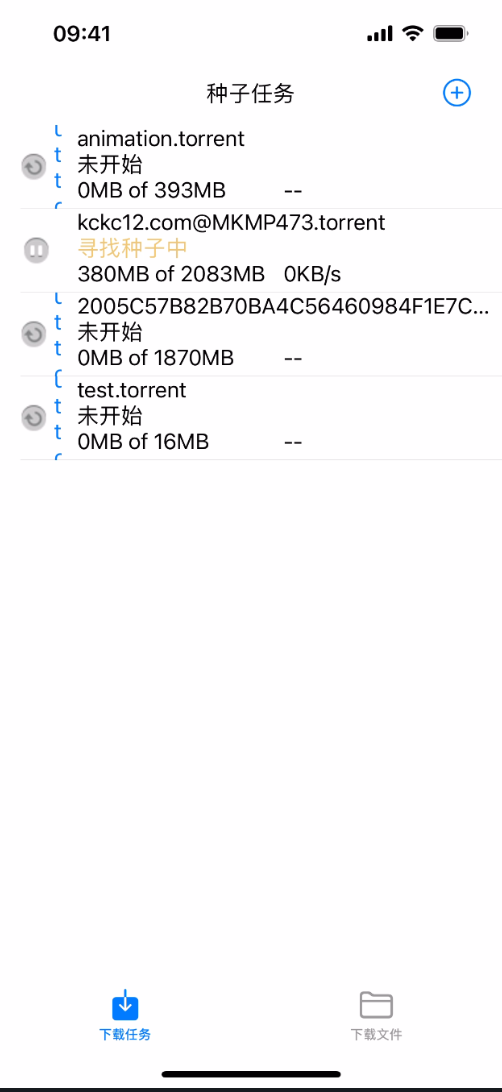 09:41
种子任务
animation.torrent
未开始
0MB of 393MB --
kckc12.com@MKMP473.torrent
寻找种子中
380MB of 2083MB 0KB/s
2005C57B82B70BA4C56460984F1E7C...
未开始
0MB of 1870MB --
test.torrent
未开始
0MB of 16MB --
下载任务
下载文件